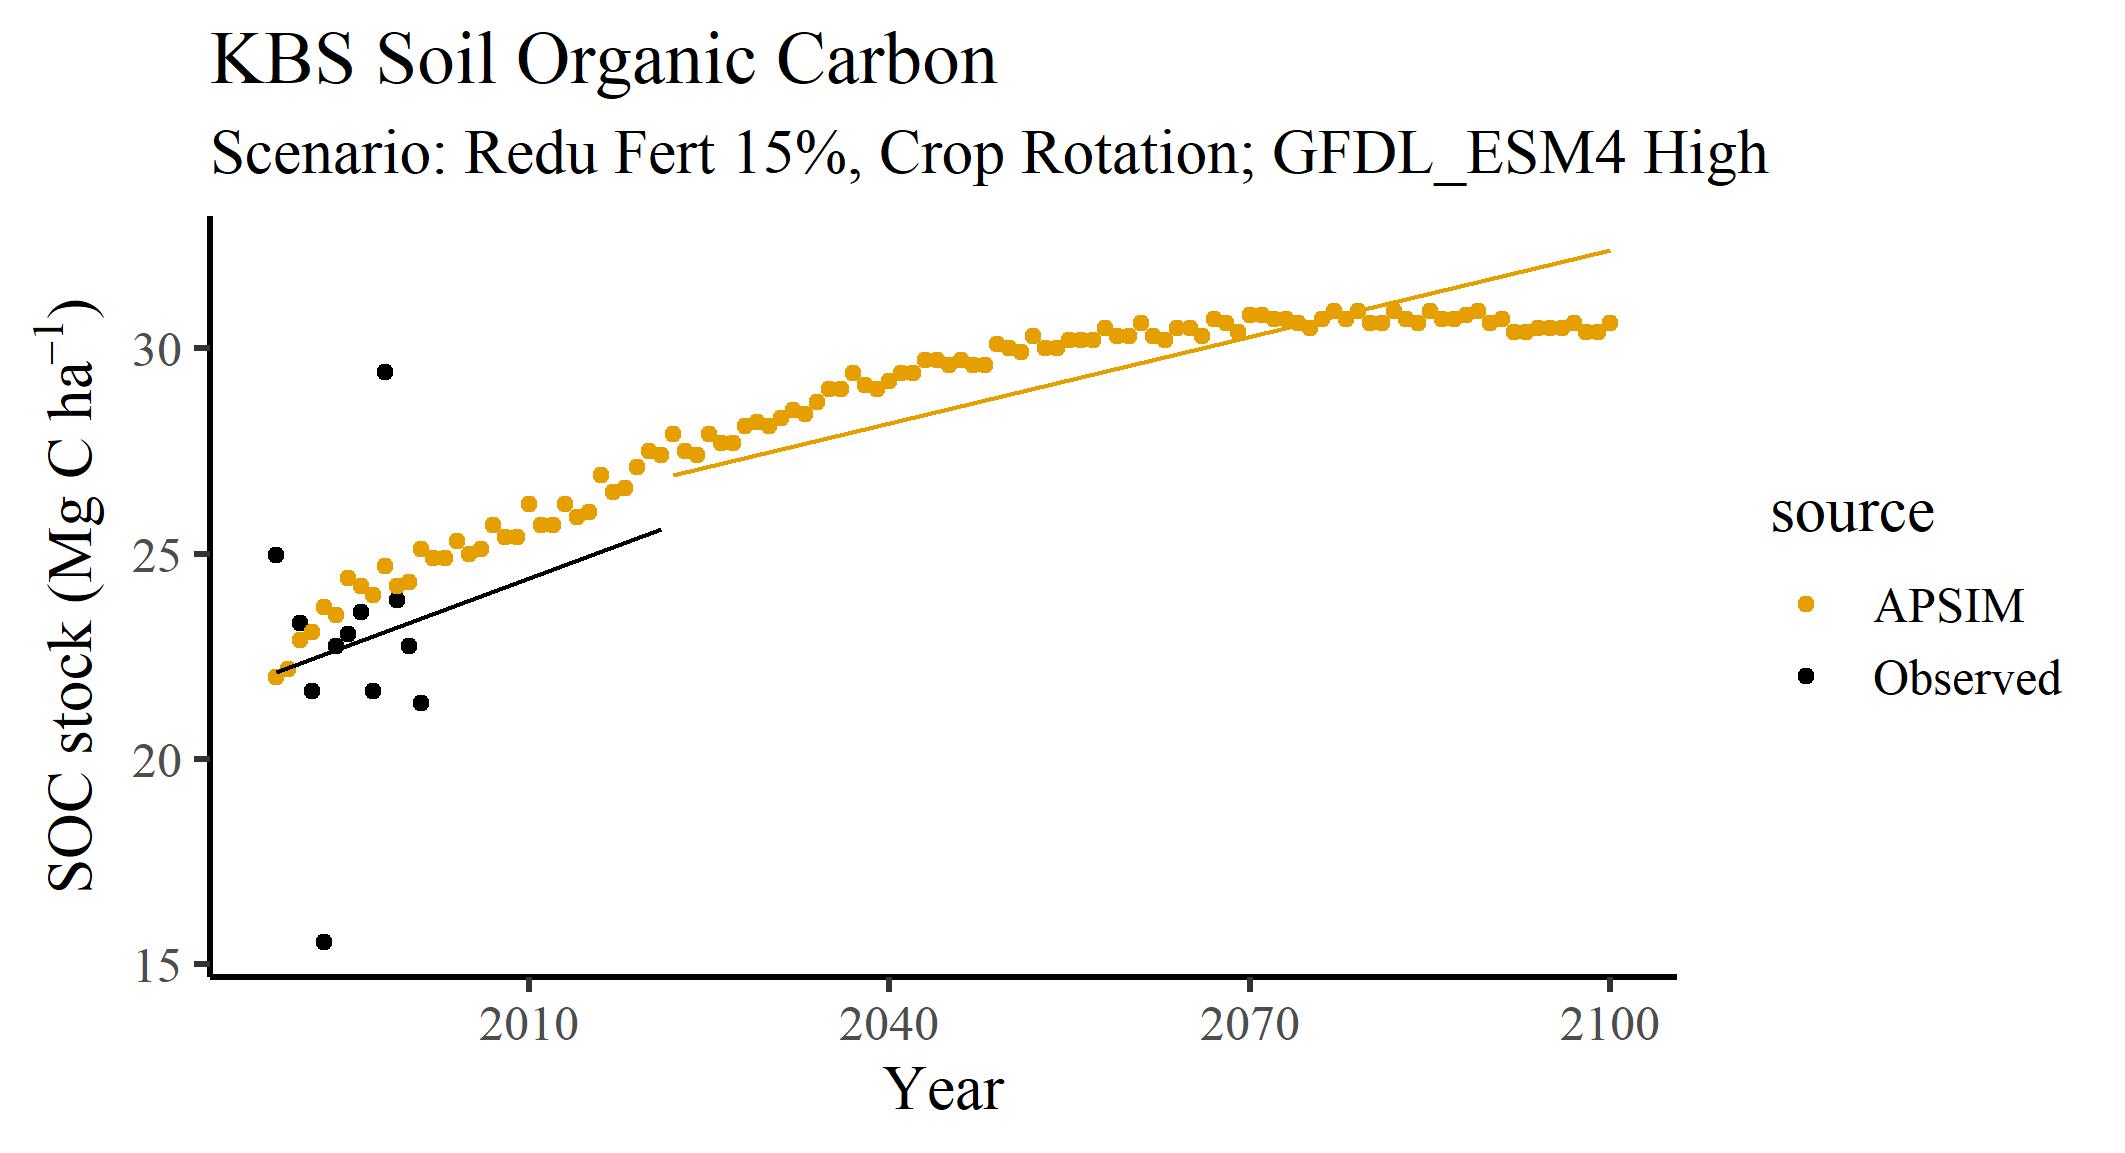 KBS Soil Organic Carbon
Scenario: Redu Fert 15%, Crop Rotation; GFDL_ESM4 High
SOC stock (Mg C ha⁻¹)
30
25
20
15
2010 2040 2070 2100
Year
source
APSIM
Observed